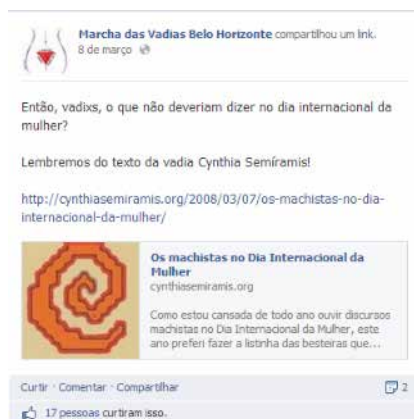 Marcha das Vadias Belo Horizonte compartilhou um link.
8 de março
Então, vadixs, o que não deveriam dizer no dia internacional da
mulher?
Lembremos do texto da vadia Cynthia Semíramis!
http://cynthiasemiramis.org/2008/03/07/os-machistas-no-dia-
internacional-da-mulher/
Os machistas no Dia Internacional da
Mulher
cynthiasemiramis.org
Como estou cansada de todo ano ouvir discursos
machistas no Dia Internacional da Mulher, este
ano preferi fazer a listinha das besteiras que...
Curtir · Comentar · Compartilhar
2
17 pessoas curtiram isso.